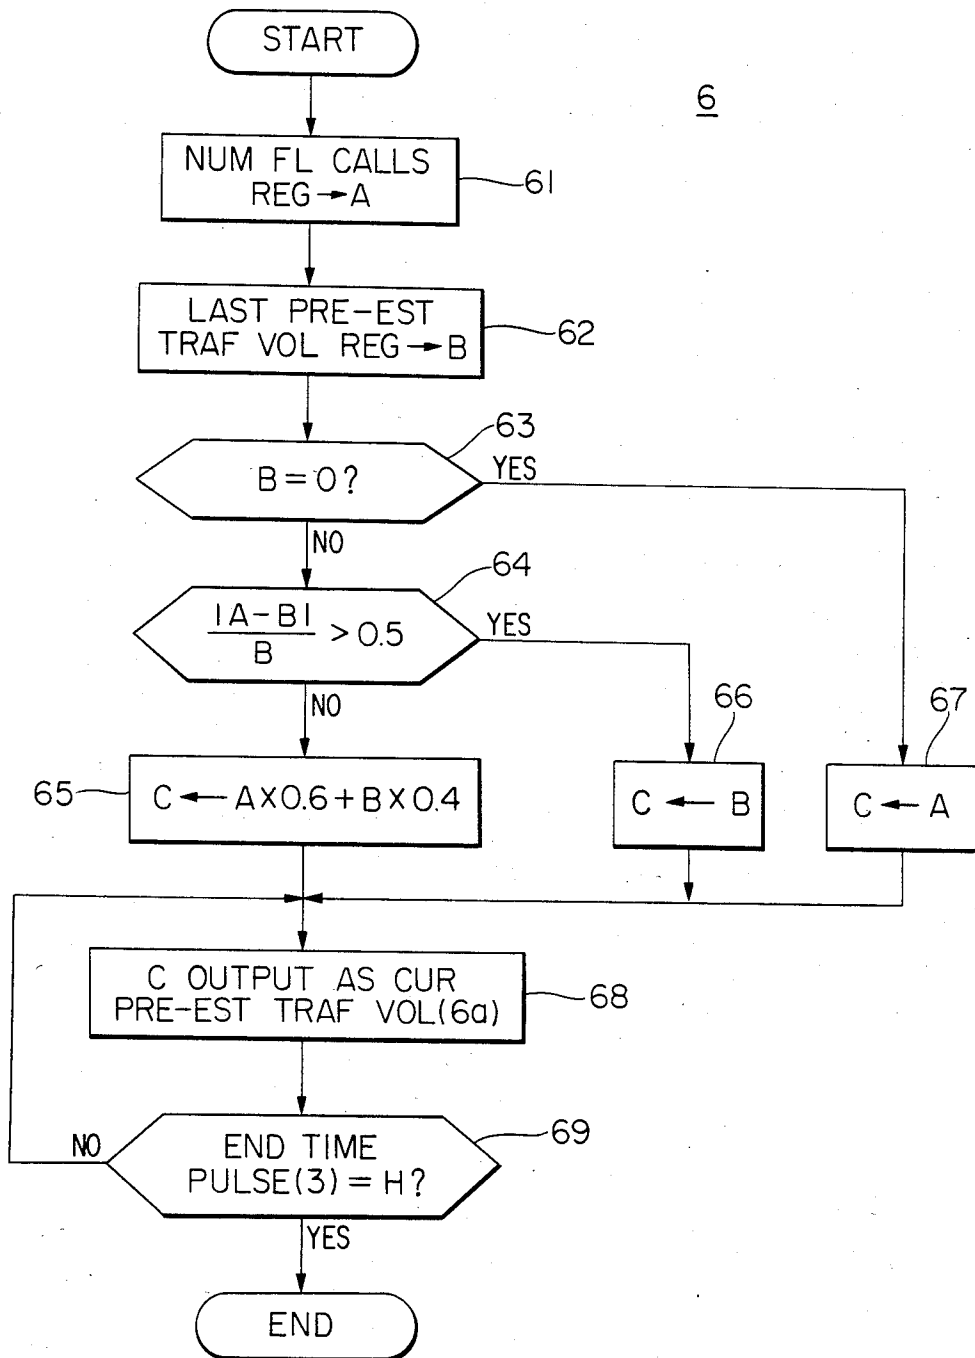 START
6
NUM FL CALLS
REG→A
61
LAST PRE-EST
TRAF VOL REG→B
62
63
B=0?
YES
NO
64
|A-B|
B
>0.5
YES
NO
66
67
65
C←A×0.6+B×0.4
C ← B
C ← A
C OUTPUT AS CUR
PRE-EST TRAF VOL(6a)
68
69
NO
END TIME
PULSE(3)=H?
YES
END